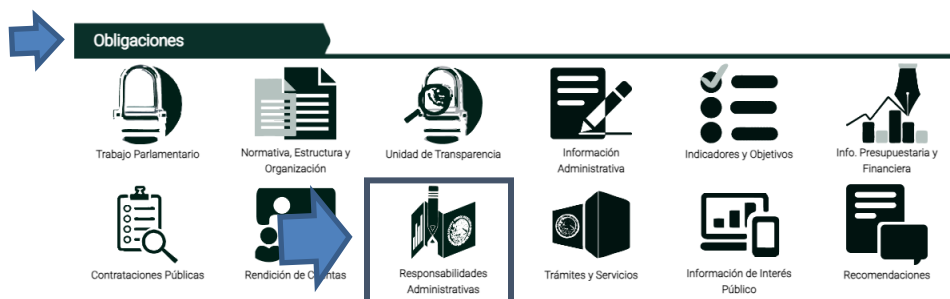 Obligaciones
Trabajo Parlamentario
Normativa, Estructura y
Organización
Unidad de Transparencia
Información
Administrativa
Indicadores y Objetivos
Info. Presupuestaria y
Financiera
Contrataciones Públicas
Rendición de C ntas
Responsabilidades
Administrativas
Trámites y Servicios
Información de Interés
Público
Recomendaciones